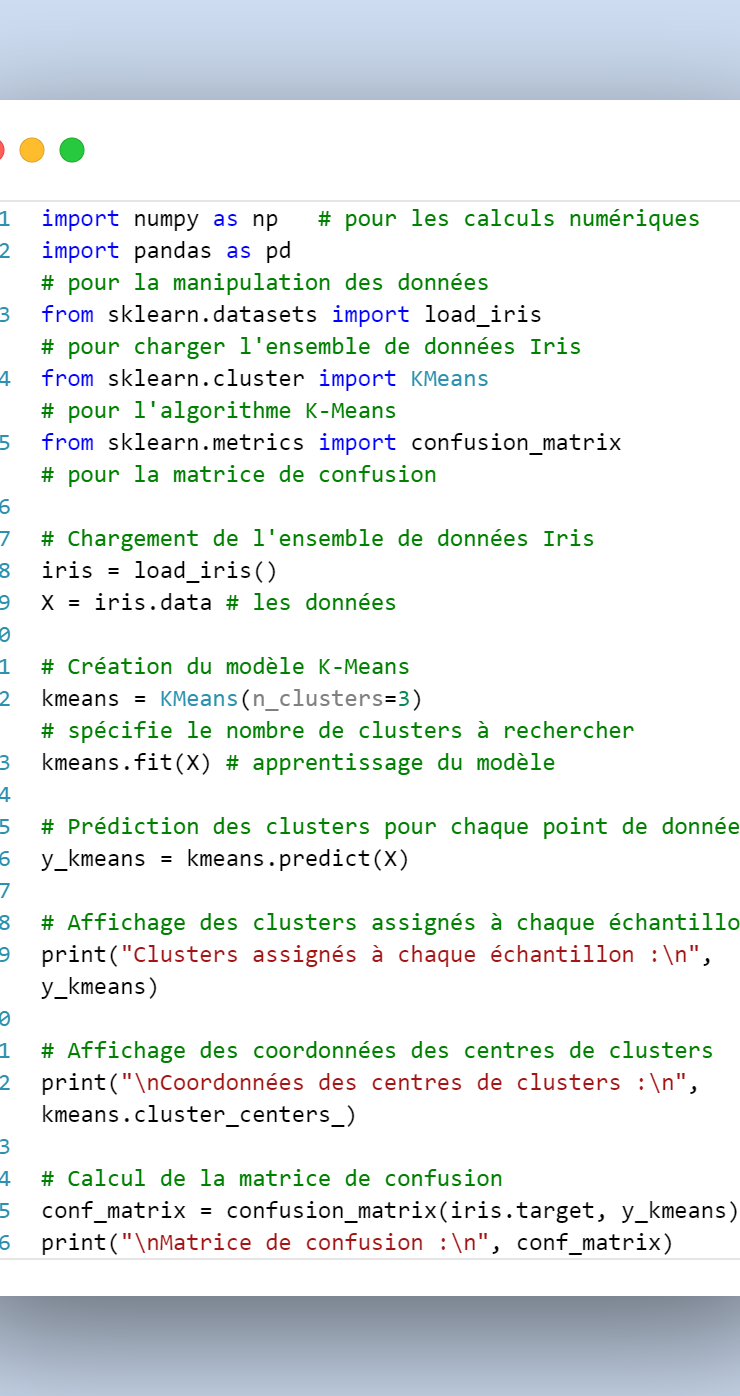 1 import numpy as np   # pour les calculs numériques
2 import pandas as pd
# pour la manipulation des données
3 from sklearn.datasets import load_iris
# pour charger l'ensemble de données Iris
4 from sklearn.cluster import KMeans
# pour l'algorithme K-Means
5 from sklearn.metrics import confusion_matrix
# pour la matrice de confusion
6
7 # Chargement de l'ensemble de données Iris
8 iris = load_iris()
9 X = iris.data # les données
0
1 # Création du modèle K-Means
2 kmeans = KMeans(n_clusters=3)
# spécifie le nombre de clusters à rechercher
3 kmeans.fit(X) # apprentissage du modèle
4
5 # Prédiction des clusters pour chaque point de donnée
6 y_kmeans = kmeans.predict(X)
7
8 # Affichage des clusters assignés à chaque échantillo
9 print("Clusters assignés à chaque échantillon :\n",
y_kmeans)
0
1 # Affichage des coordonnées des centres de clusters
2 print("\nCoordonnées des centres de clusters :\n",
kmeans.cluster_centers_)
3
4 # Calcul de la matrice de confusion
5 conf_matrix = confusion_matrix(iris.target, y_kmeans)
6 print("\nMatrice de confusion :\n", conf_matrix)